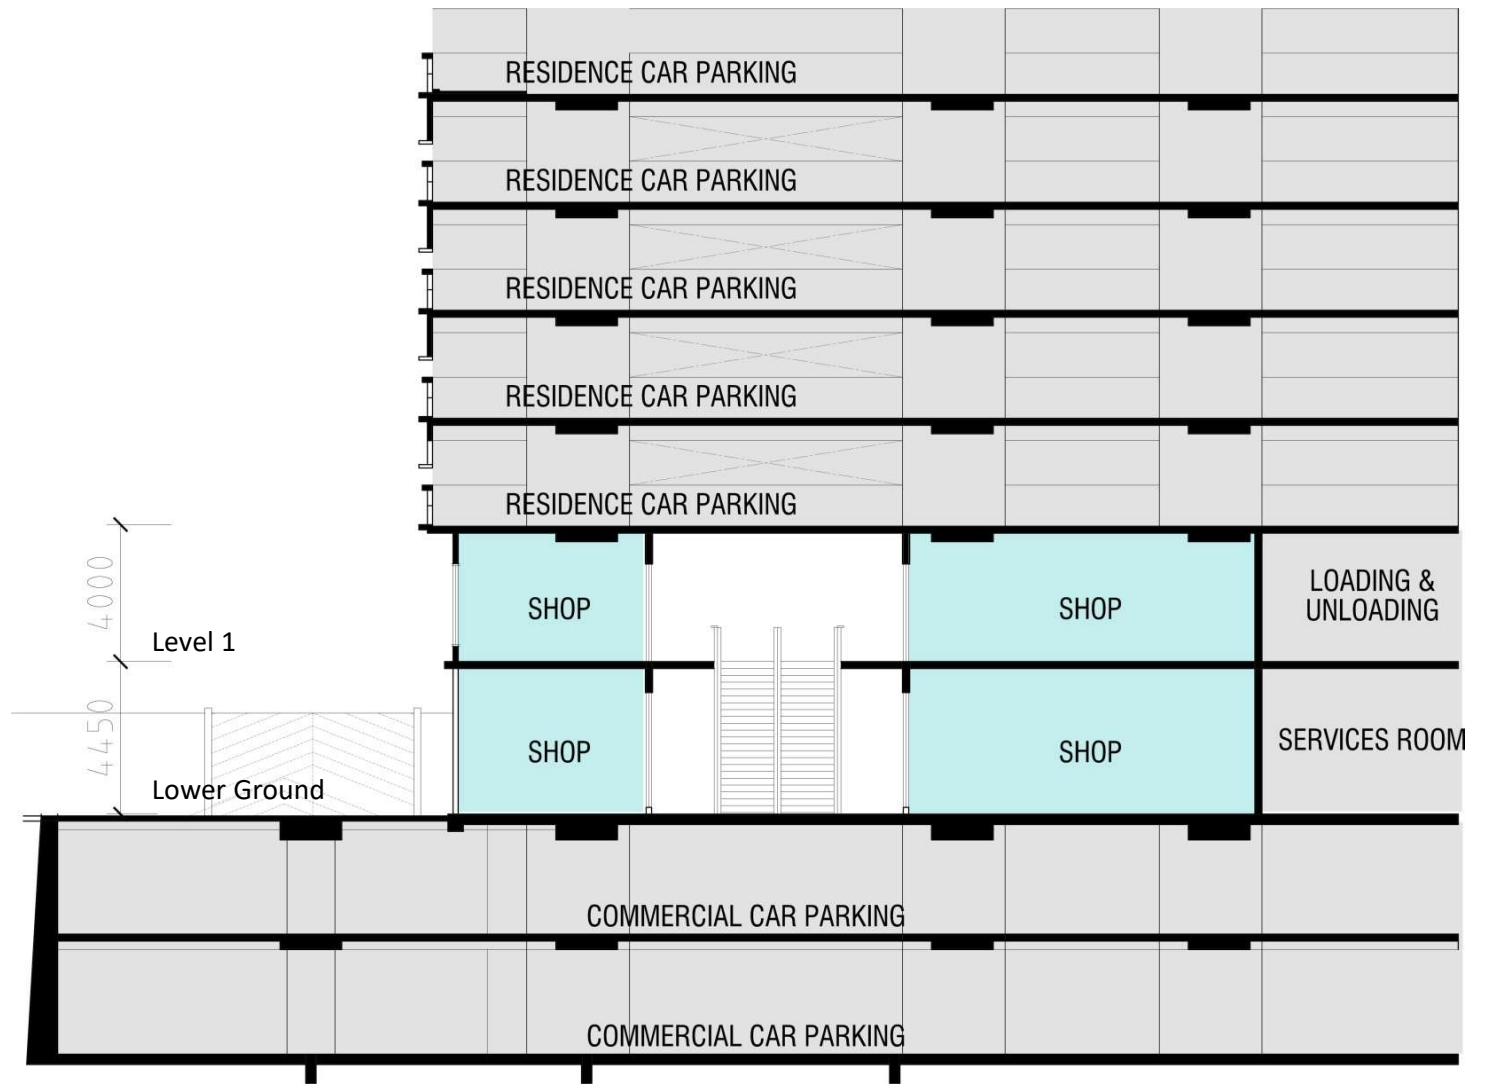 RESIDENCE CAR PARKING
RESIDENCE CAR PARKING
RESIDENCE CAR PARKING
RESIDENCE CAR PARKING
RESIDENCE CAR PARKING
4000
Level 1
SHOP
SHOP
LOADING &
UNLOADING
4450
Lower Ground
SHOP
SHOP
SERVICES ROOM
COMMERCIAL CAR PARKING
COMMERCIAL CAR PARKING